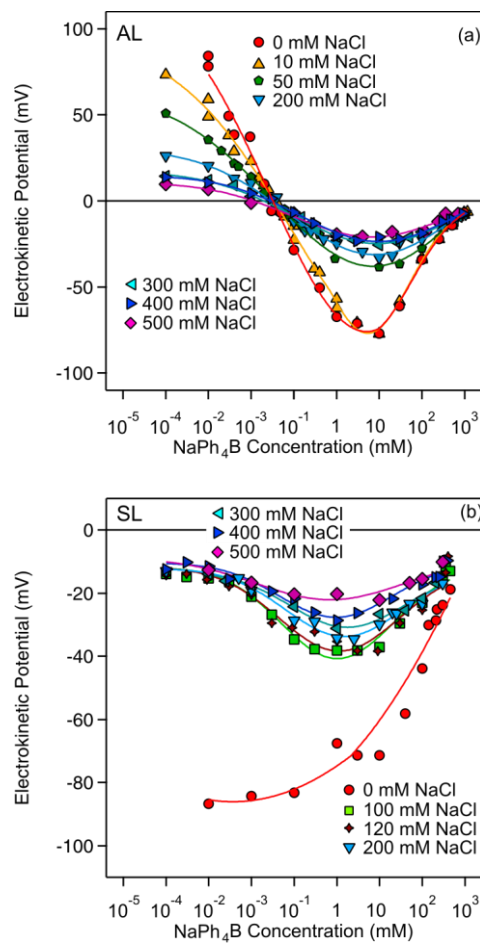 AL
(a)
0 mM NaCl
10 mM NaCl
50 mM NaCl
200 mM NaCl
300 mM NaCl
400 mM NaCl
500 mM NaCl
Electrokinetic Potential (mV)
100
50
0
-50
-100
10⁻⁵ 10⁻⁴ 10⁻³ 10⁻² 10⁻¹ 1 10 10² 10³
NaPh₄B Concentration (mM)
SL
(b)
300 mM NaCl
400 mM NaCl
500 mM NaCl
0 mM NaCl
100 mM NaCl
120 mM NaCl
200 mM NaCl
Electrokinetic Potential (mV)
0
-20
-40
-60
-80
-100
10⁻⁵ 10⁻⁴ 10⁻³ 10⁻² 10⁻¹ 1 10 10² 10³
NaPh₄B Concentration (mM)